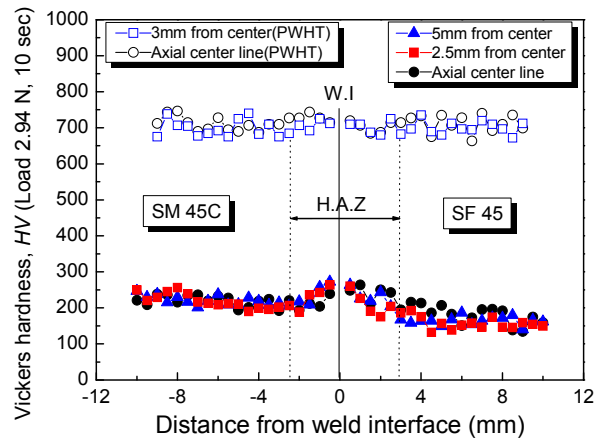 Vickers hardness, HV (Load 2.94 N, 10 sec)
1000
900
800
700
600
500
400
300
200
100
0
3mm from center(PWHT)
Axial center line(PWHT)
5mm from center
2.5mm from center
Axial center line
W.I
SM 45C
H.A.Z
SF 45
-12 -8 -4 0 4 8 12
Distance from weld interface (mm)